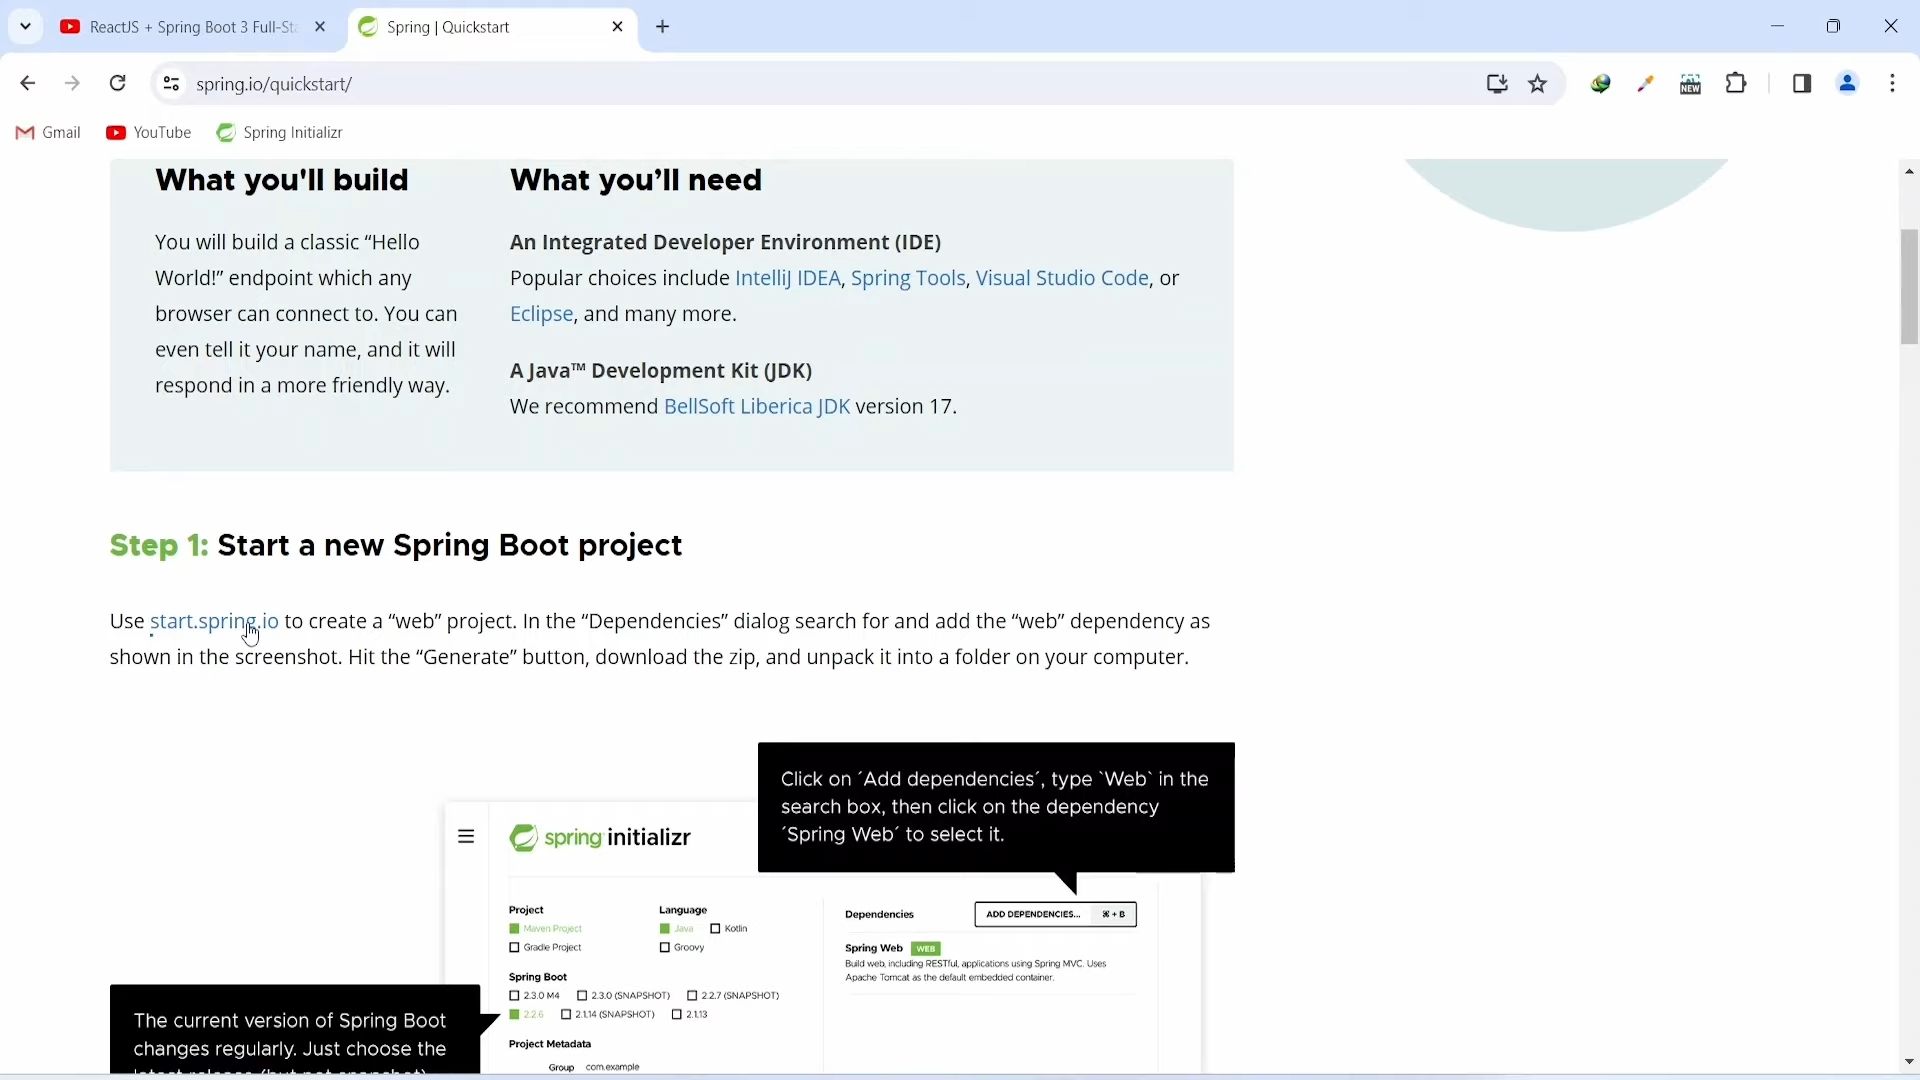 ReactJS + Spring Boot 3 Full-Sta
Spring | Quickstart
spring.io/quickstart/
NEW
Gmail
YouTube
Spring Initializr
What you'll build
You will build a classic “Hello
World!” endpoint which any
browser can connect to. You can
even tell it your name, and it will
respond in a more friendly way.
What you’ll need
An Integrated Developer Environment (IDE)
Popular choices include IntelliJ IDEA, Spring Tools, Visual Studio Code, or
Eclipse, and many more.
A Java™ Development Kit (JDK)
We recommend BellSoft Liberica JDK version 17.
Step 1: Start a new Spring Boot project
Use start.spring.io to create a “web” project. In the “Dependencies” dialog search for and add the “web” dependency as
shown in the screenshot. Hit the “Generate” button, download the zip, and unpack it into a folder on your computer.
Click on ´Add dependencies´, type `Web` in the
search box, then click on the dependency
´Spring Web´ to select it.
spring initializr
Project
Maven Project
Gradle Project
Language
Java
Kotlin
Groovy
Spring Boot
2.3.0 M4
2.3.0 (SNAPSHOT)
2.2.7 (SNAPSHOT)
2.2.6
2.1.14 (SNAPSHOT)
2.1.13
Project Metadata
Group com.example
Dependencies
ADD DEPENDENCIES... ⌘ + B
Spring Web WEB
Build web, including RESTful, applications using Spring MVC. Uses
Apache Tomcat as the default embedded container.
The current version of Spring Boot
changes regularly. Just choose the
latest release (but not snapshot)